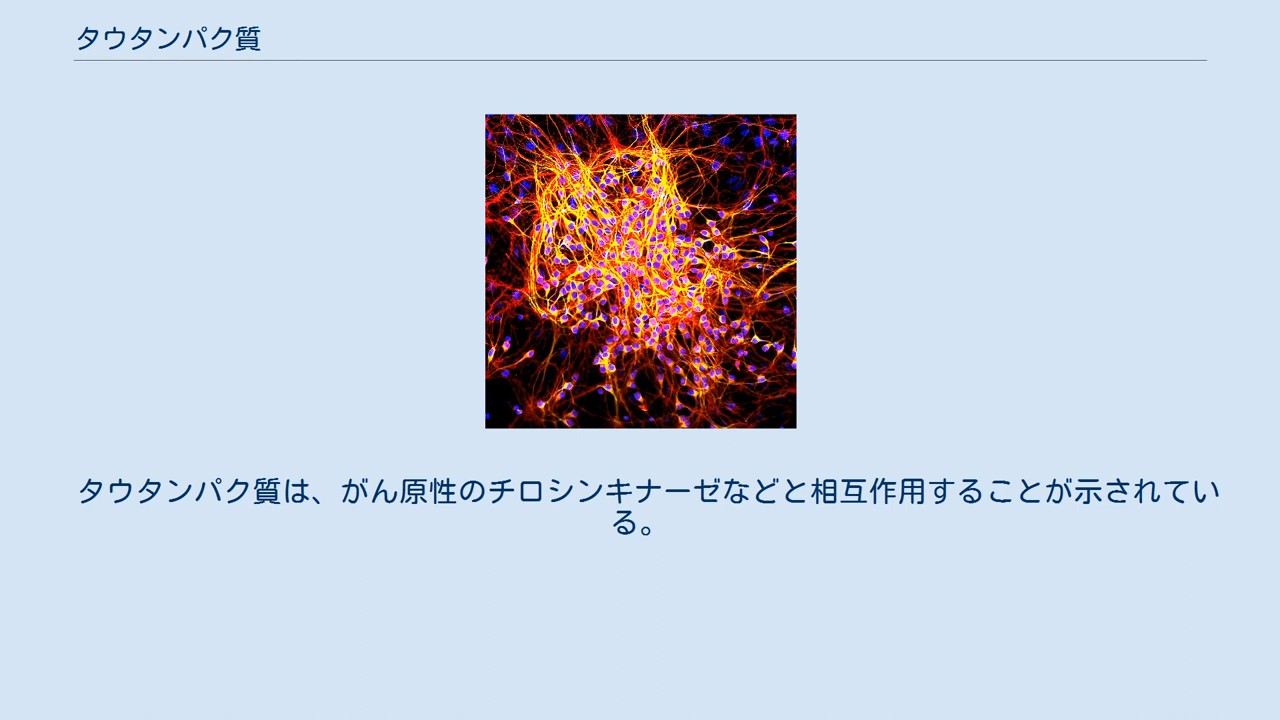 タウタンパク質
タウタンパク質は、がん原性のチロシンキナーゼなどと相互作用することが示されてい
る。